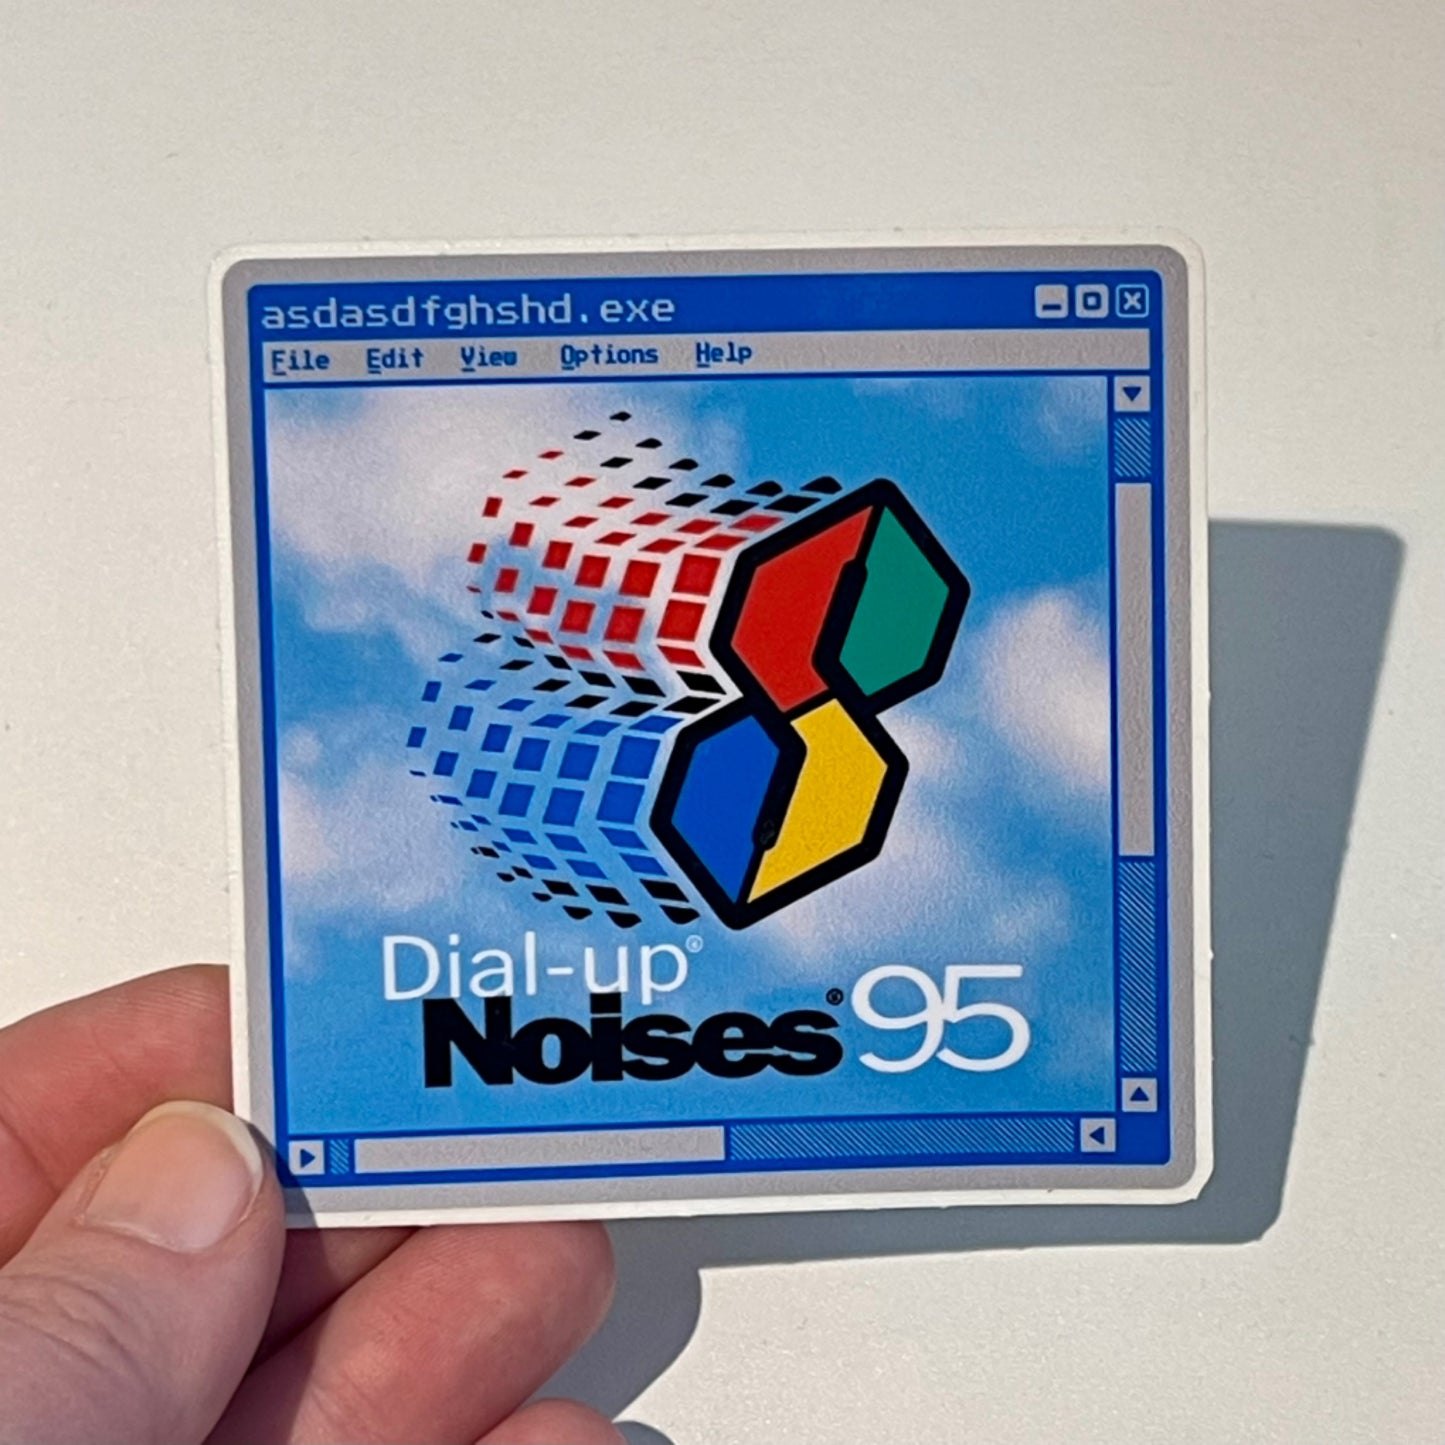 asdasdfghshd.exe
File Edit View Options Help
Dial-up®
Noises® 95